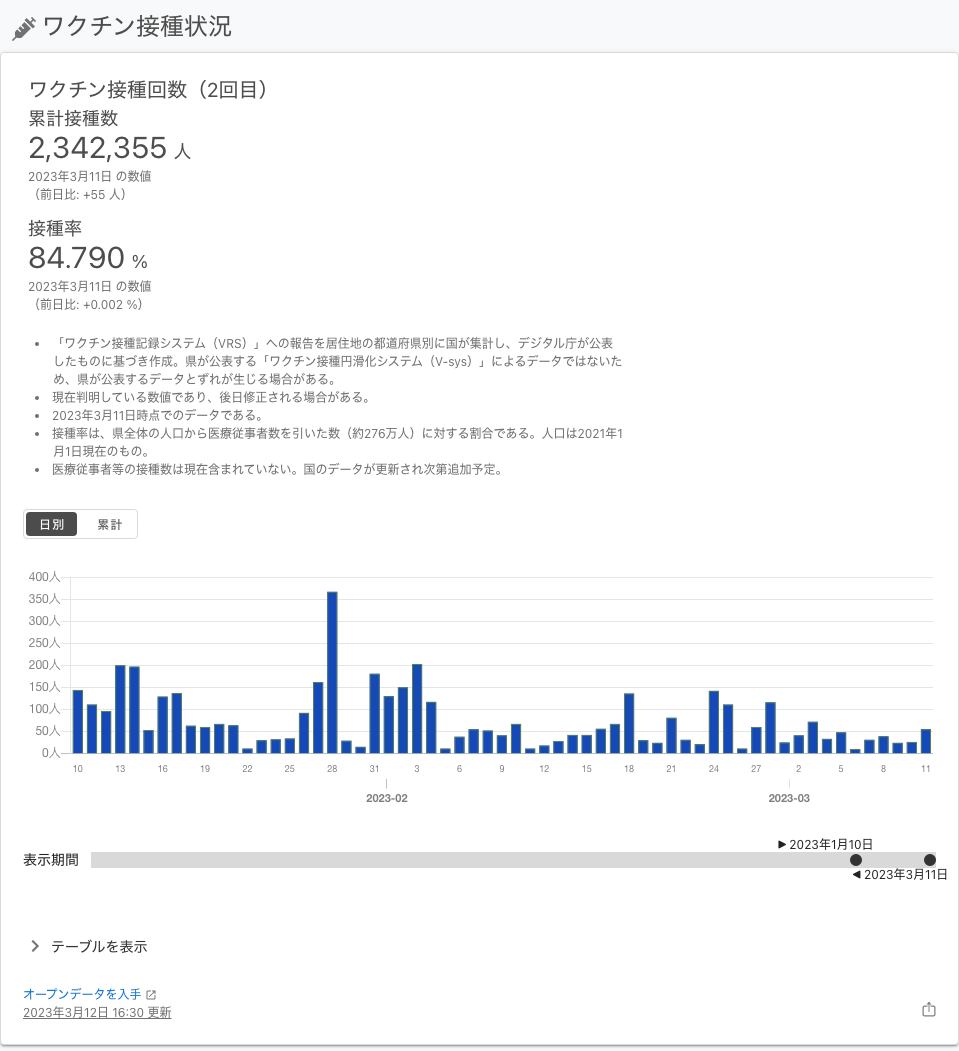 ワクチン接種状況
ワクチン接種回数（2回目）
累計接種数
2,342,355 人
2023年3月11日 の数値
（前日比: +55 人）
接種率
84.790 %
2023年3月11日 の数値
（前日比: +0.002 %）
• 「ワクチン接種記録システム（VRS）」への報告を居住地の都道府県別に国が集計し、デジタル庁が公表
したものに基づき作成。県が公表する「ワクチン接種円滑化システム（V-sys）」によるデータではないた
め、県が公表するデータとずれが生じる場合がある。
• 現在判明している数値であり、後日修正される場合がある。
• 2023年3月11日時点でのデータである。
• 接種率は、県全体の人口から医療従事者数を引いた数（約276万人）に対する割合である。人口は2021年1
月1日現在のもの。
• 医療従事者等の接種数は現在含まれていない。国のデータが更新され次第追加予定。
日別 累計
400人
350人
300人
250人
200人
150人
100人
50人
0人
10 13 16 19 22 25 28 31 3 6 9 12 15 18 21 24 27 2 5 8 11
2023-02 2023-03
▶ 2023年1月10日
表示期間
◀ 2023年3月11日
テーブルを表示
オープンデータを入手
2023年3月12日 16:30 更新